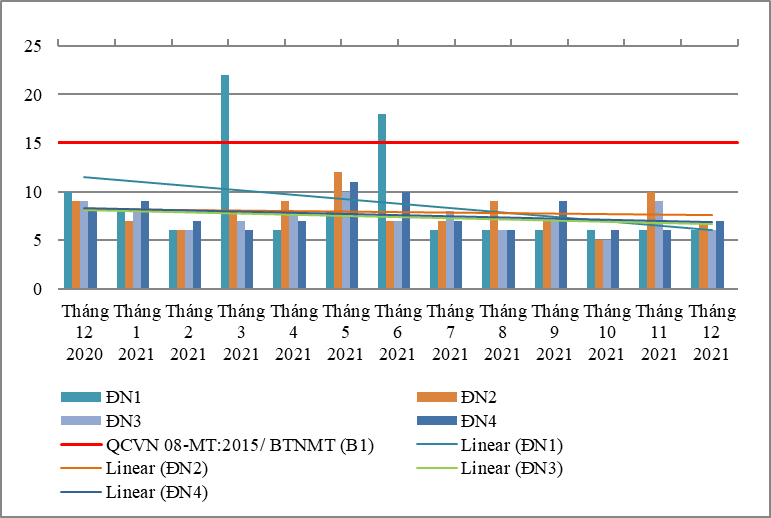 25
20
15
10
5
0
Tháng 12 2020
Tháng 1 2021
Tháng 2 2021
Tháng 3 2021
Tháng 4 2021
Tháng 5 2021
Tháng 6 2021
Tháng 7 2021
Tháng 8 2021
Tháng 9 2021
Tháng 10 2021
Tháng 11 2021
Tháng 12 2021
ĐN1
ĐN2
ĐN3
ĐN4
QCVN 08-MT:2015/ BTNMT (B1)
Linear (ĐN1)
Linear (ĐN2)
Linear (ĐN3)
Linear (ĐN4)